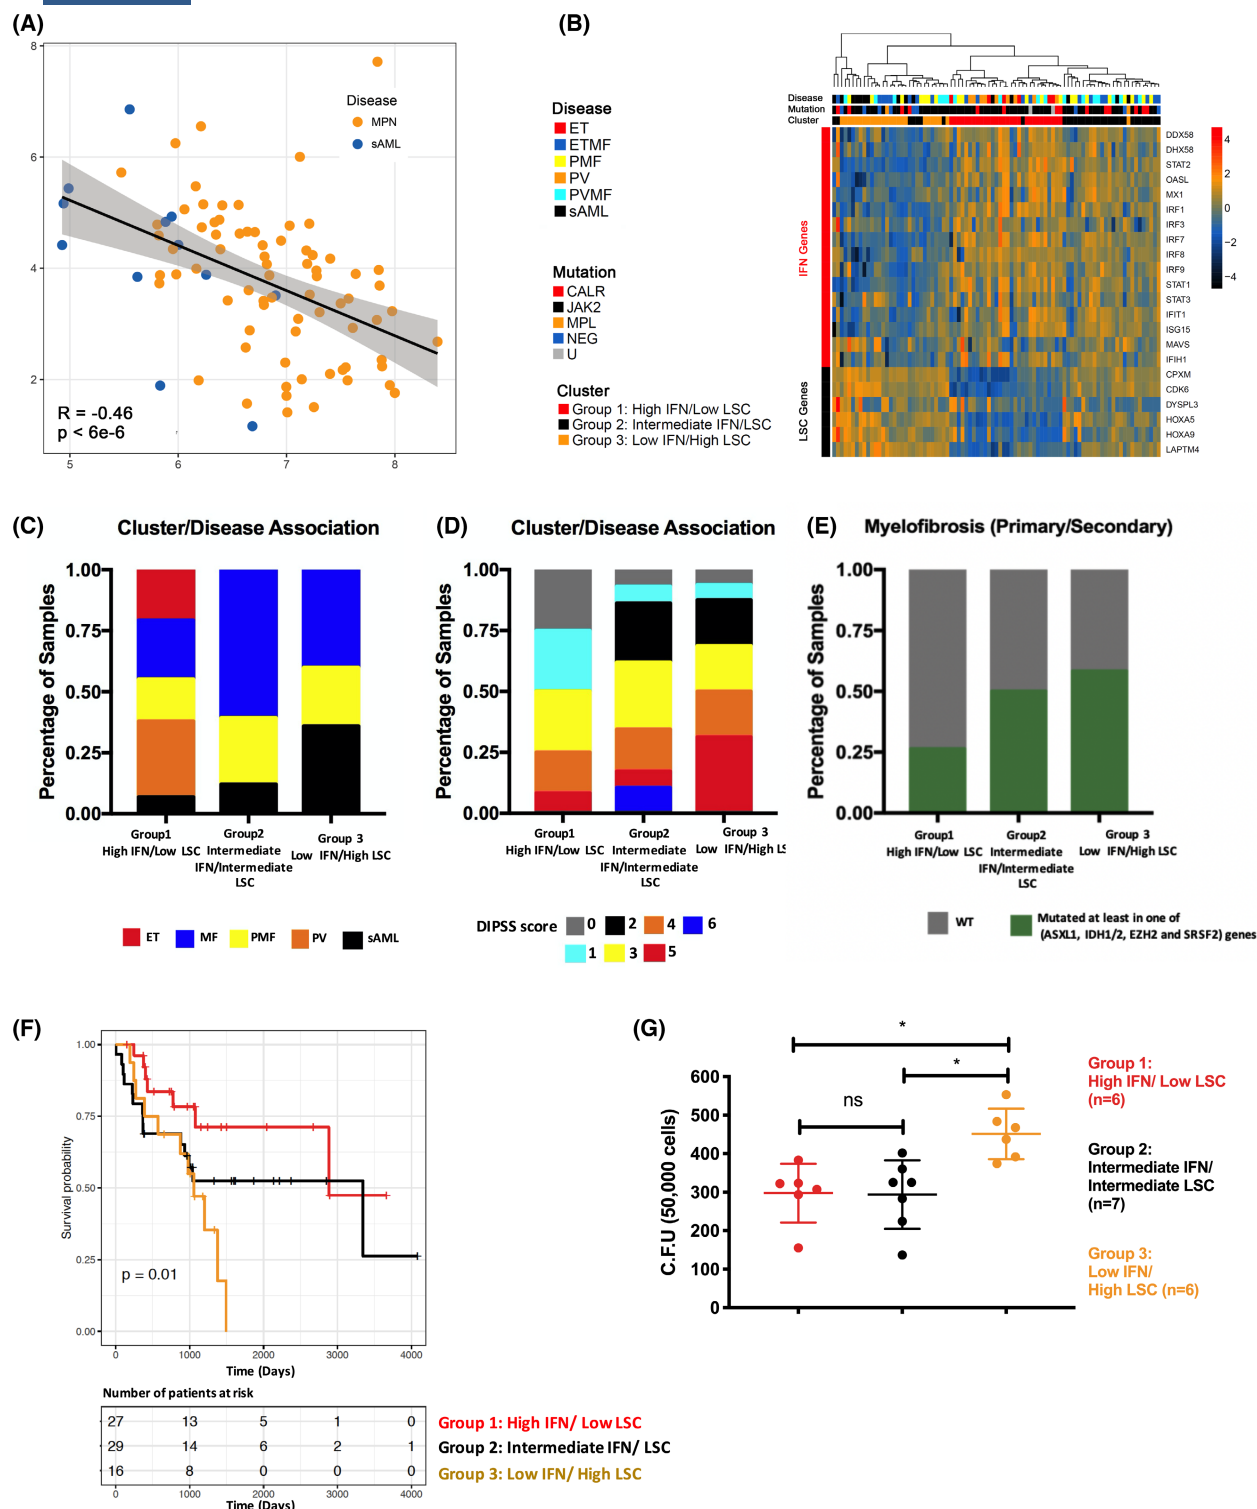 (A)
8
6
4
2
5 6 7 8
Disease
MPN
sAML
R = -0.46
p < 6e-6
(B)
Disease
ET
ETMF
PMF
PV
PVMF
sAML
Mutation
CALR
JAK2
MPL
NEG
U
Cluster
Group 1: High IFN/Low LSC
Group 2: Intermediate IFN/LSC
Group 3: Low IFN/High LSC
Disease
Mutation
Cluster
IFN Genes
LSC Genes
DDX58
DHX58
STAT2
OASL
MX1
IRF1
IRF3
IRF7
IRF8
IRF9
STAT1
STAT3
IFIT1
ISG15
MAVS
IFIH1
CPXM
CDK6
DYSPL3
HOXA5
HOXA9
LAPTM4
4
2
0
−2
−4
(C)
Cluster/Disease Association
Percentage of Samples
1.00
0.75
0.50
0.25
0.00
Group1
High IFN/Low LSC
Group2
Intermediate
IFN/Intermediate
LSC
Group 3
Low IFN/High LSC
ET MF PMF PV sAML
(D)
Cluster/Disease Association
Percentage of Samples
1.00
0.75
0.50
0.25
0.00
Group1
High IFN/Low LSC
Group2
Intermediate
IFN/Intermediate
LSC
Group 3
Low IFN/High LS
DIPSS score 0 2 4 6
1 3 5
(E)
Myelofibrosis (Primary/Secondary)
Percentage of Samples
1.00
0.75
0.50
0.25
0.00
Group1
High IFN/Low LSC
Group2
Intermediate
IFN/Intermediate
LSC
Group 3
Low IFN/High LSC
WT
Mutated at least in one of
(ASXL1, IDH1/2, EZH2 and SRSF2) genes
(F)
Survival probability
1.00
0.75
0.50
0.25
0.00
p = 0.01
0 1000 2000 3000 4000
Time (Days)
Number of patients at risk
27 13 5 1 0 Group 1: High IFN/ Low LSC
29 14 6 2 1 Group 2: Intermediate IFN/ LSC
16 8 0 0 0 Group 3: Low IFN/ High LSC
0 1000 2000 3000 4000
Time (Days)
(G)
C.F.U (50,000 cells)
600
500
400
300
200
100
0
*
*
ns
Group 1:
High IFN/ Low LSC
(n=6)
Group 2:
Intermediate IFN/
Intermediate LSC
(n=7)
Group 3:
Low IFN/
High LSC (n=6)